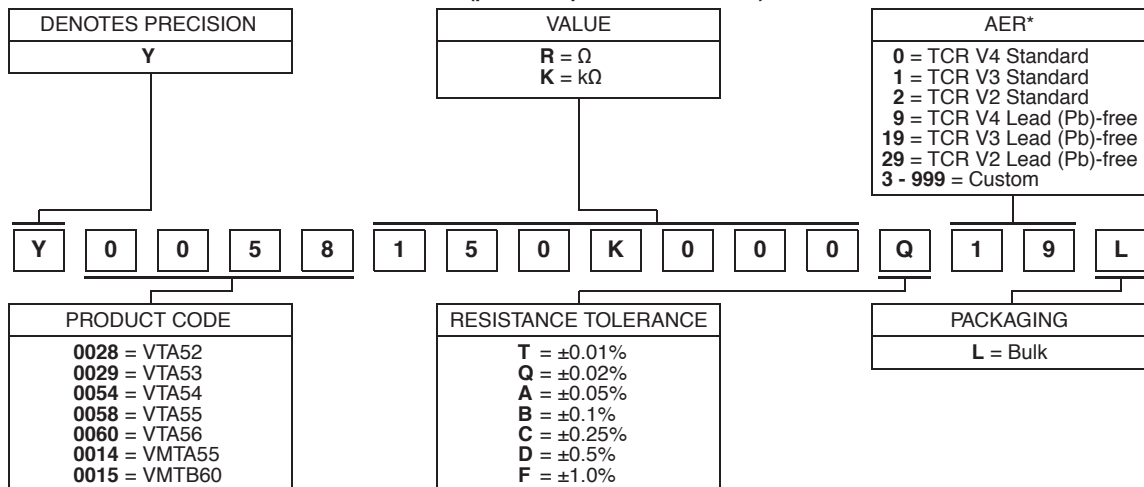 DENOTES PRECISION
Y
VALUE
R = Ω
K = kΩ
AER*
0 = TCR V4 Standard
1 = TCR V3 Standard
2 = TCR V2 Standard
9 = TCR V4 Lead (Pb)-free
19 = TCR V3 Lead (Pb)-free
29 = TCR V2 Lead (Pb)-free
3 - 999 = Custom
Y 0 0 5 8 1 5 0 K 0 0 0 Q 1 9 L
PRODUCT CODE
0028 = VTA52
0029 = VTA53
0054 = VTA54
0058 = VTA55
0060 = VTA56
0014 = VMTA55
0015 = VMTB60
RESISTANCE TOLERANCE
T = ±0.01%
Q = ±0.02%
A = ±0.05%
B = ±0.1%
C = ±0.25%
D = ±0.5%
F = ±1.0%
PACKAGING
L = Bulk